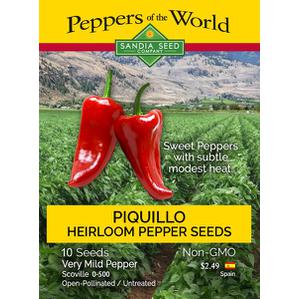 Peppers of the World
SANDIA SEED
COMPANY
Sweet Peppers
with subtle
modest heat
PIQUILLO
HEIRLOOM PEPPER SEEDS
10 Seeds
Non-GMO
Very Mild Pepper
$2.49
Scoville 0-500
Spain
Open-Pollinated / Untreated